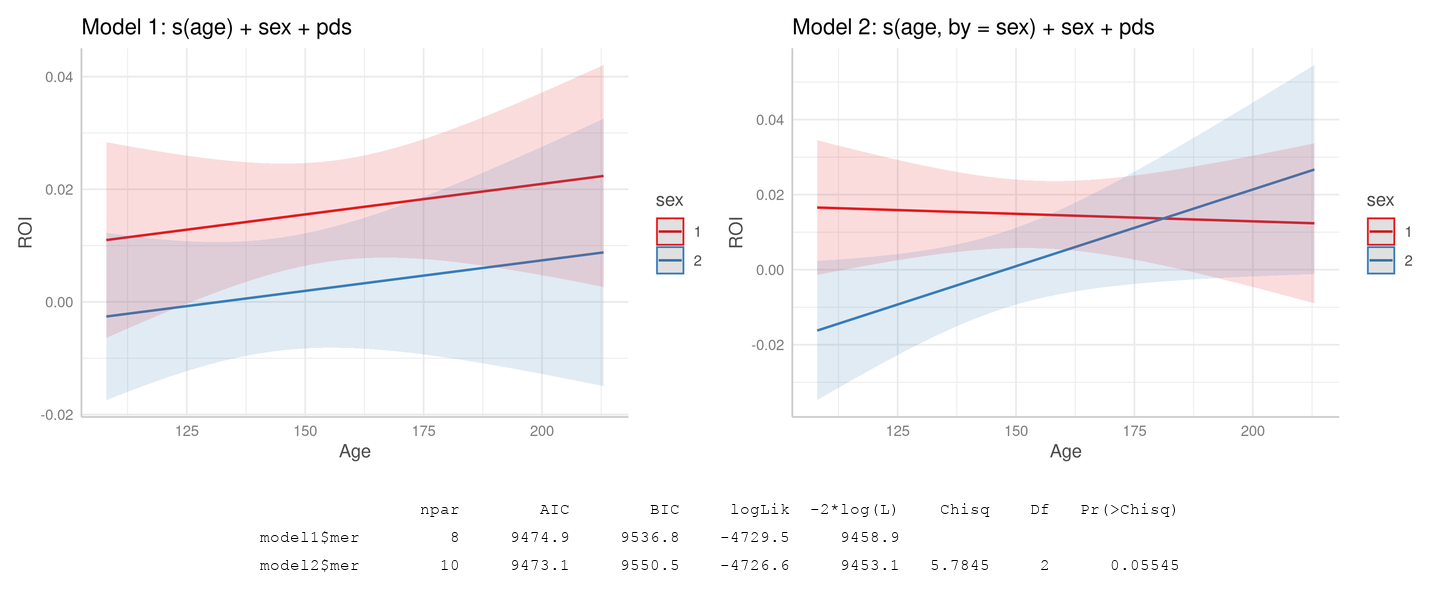 Model 1: s(age) + sex + pds
0.04
0.02
0.00
-0.02
ROI
125 150 175 200
Age
sex
1
2
Model 2: s(age, by = sex) + sex + pds
0.04
0.02
0.00
-0.02
ROI
125 150 175 200
Age
sex
1
2
npar AIC BIC logLik -2*log(L) Chisq Df Pr(>Chisq)
model1$mer 8 9474.9 9536.8 -4729.5 9458.9
model2$mer 10 9473.1 9550.5 -4726.6 9453.1 5.7845 2 0.05545